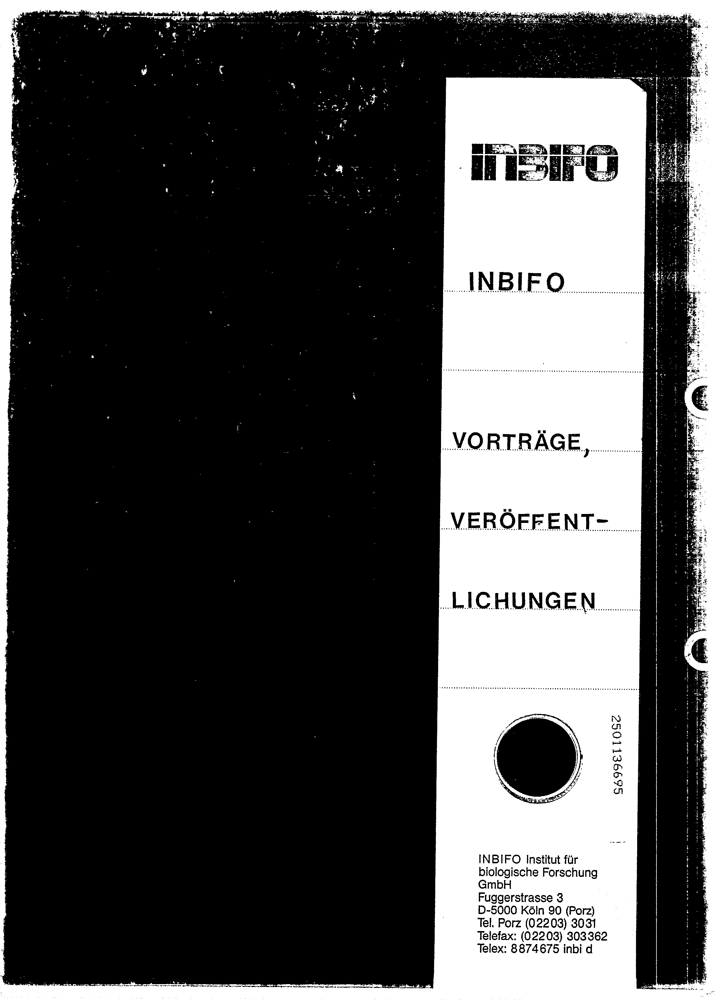 INBIFO
INBIFO
VORTRÄGE,
VERÖFFENT-
LICHUNGEN
2501136695
INBIFO Institut für
biologische Forschung
GmbH
Fuggerstrasse 3
D-5000 Köln 90 (Porz)
Tel. Porz (02203) 3031
Telefax: (02203) 303362
Telex: 8874675 inbi d